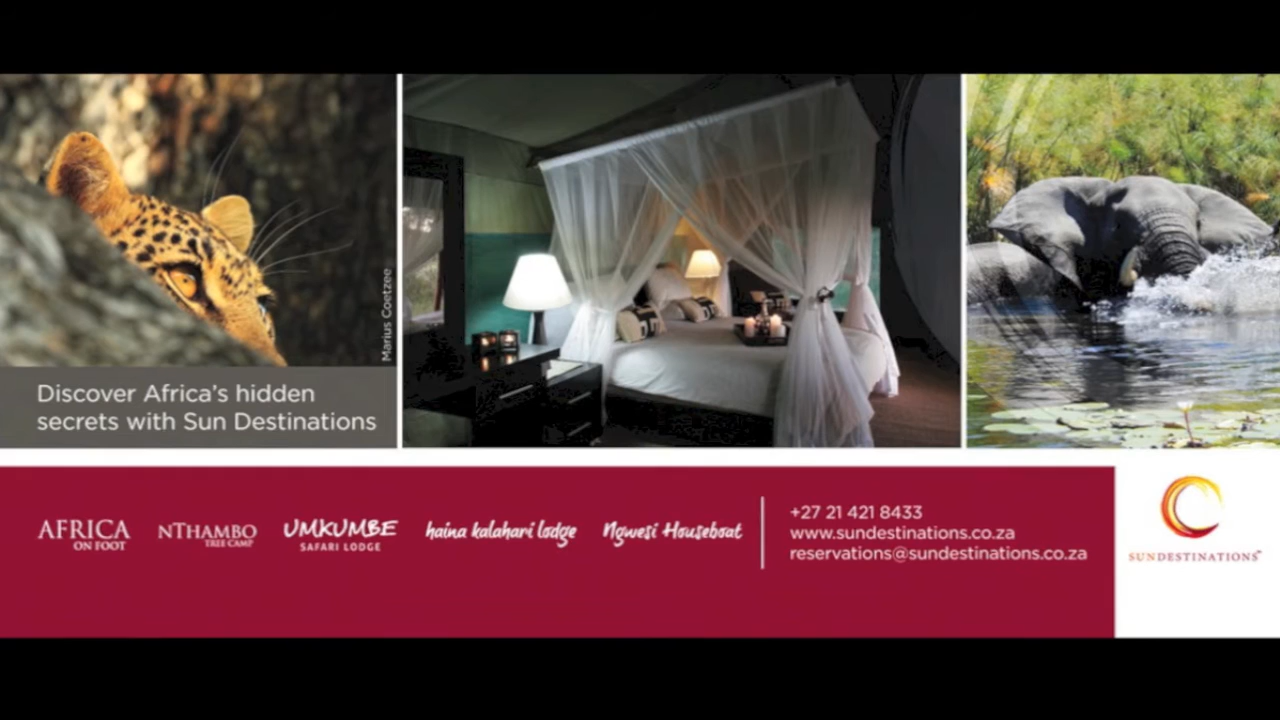 Marius Coetzee
Discover Africa's hidden
secrets with Sun Destinations
AFRICA
ON FOOT
NTHAMBO
TREE CAMP
UMKUMBE
SAFARI LODGE
haina kalahari lodge
Ngwesi Houseboat
+27 21 421 8433
www.sundestinations.co.za
reservations@sundestinations.co.za
SUNDESTINATIONS™